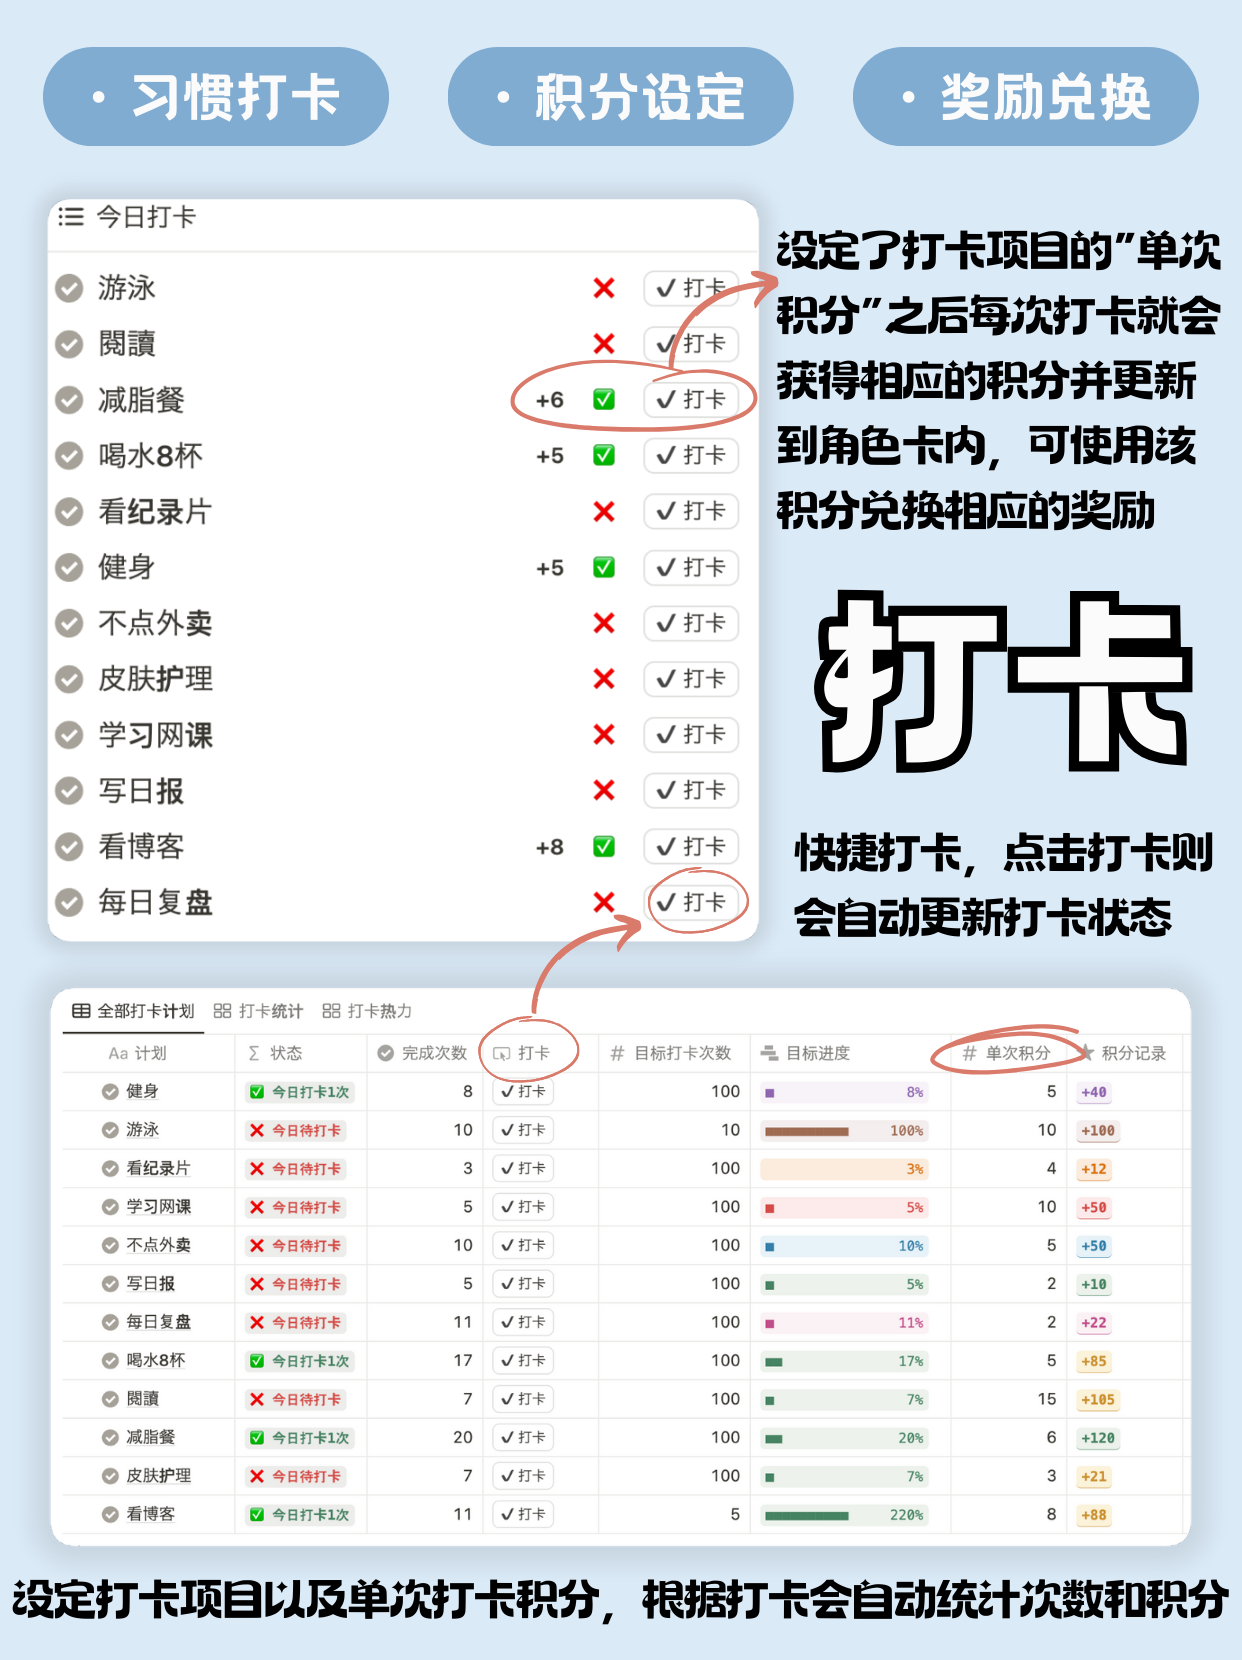 • 习惯打卡 • 积分设定 • 奖励兑换
今日打卡
游泳 ❌ ✔ 打卡
閱讀 ❌ ✔ 打卡
减脂餐 +6 ✅ ✔ 打卡
喝水8杯 +5 ✅ ✔ 打卡
看纪录片 ❌ ✔ 打卡
健身 +5 ✅ ✔ 打卡
不点外卖 ❌ ✔ 打卡
皮肤护理 ❌ ✔ 打卡
学习网课 ❌ ✔ 打卡
写日报 ❌ ✔ 打卡
看博客 +8 ✅ ✔ 打卡
每日复盘 ❌ ✔ 打卡
设定了打卡项目的"单次
积分"之后每次打卡就会
获得相应的积分并更新
到角色卡内，可使用该
积分兑换相应的奖励
打卡
快捷打卡，点击打卡则
会自动更新打卡状态
全部打卡计划 打卡统计 打卡热力
Aa 计划 Σ 状态 完成次数 打卡 # 目标打卡次数 目标进度 # 单次积分 ★ 积分记录
健身 ✅ 今日打卡1次 8 ✔ 打卡 100 8% 5 +40
游泳 ❌ 今日待打卡 10 ✔ 打卡 10 100% 10 +100
看纪录片 ❌ 今日待打卡 3 ✔ 打卡 100 3% 4 +12
学习网课 ❌ 今日待打卡 5 ✔ 打卡 100 5% 10 +50
不点外卖 ❌ 今日待打卡 10 ✔ 打卡 100 10% 5 +50
写日报 ❌ 今日待打卡 5 ✔ 打卡 100 5% 2 +10
每日复盘 ❌ 今日待打卡 11 ✔ 打卡 100 11% 2 +22
喝水8杯 ✅ 今日打卡1次 17 ✔ 打卡 100 17% 5 +85
閱讀 ❌ 今日待打卡 7 ✔ 打卡 100 7% 15 +105
减脂餐 ✅ 今日打卡1次 20 ✔ 打卡 100 20% 6 +120
皮肤护理 ❌ 今日待打卡 7 ✔ 打卡 100 7% 3 +21
看博客 ✅ 今日打卡1次 11 ✔ 打卡 5 220% 8 +88
设定打卡项目以及单次打卡积分，根据打卡会自动统计次数和积分